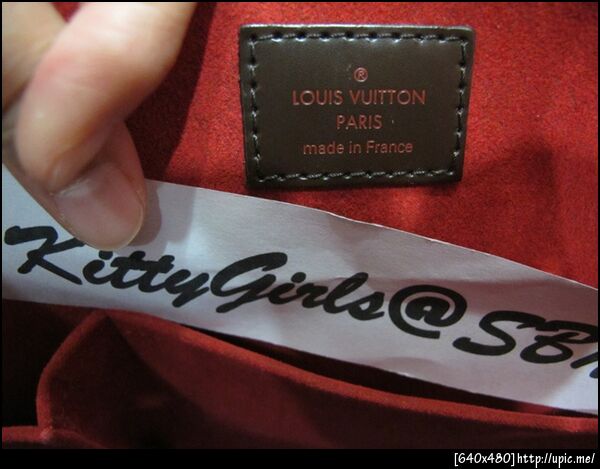 ®
LOUIS VUITTON
PARIS
made in France
KittyGirls@SB
[640x480]http://upic.me/